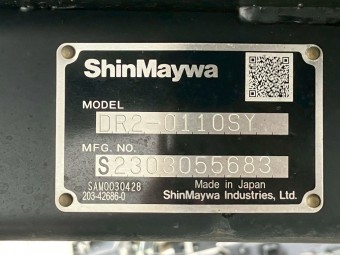 ShinMaywa
MODEL
DR2-0110SY
MFG. NO.
S2303055683
SAM0030428
203-42686-0
Made in Japan
ShinMaywa Industries, Ltd.